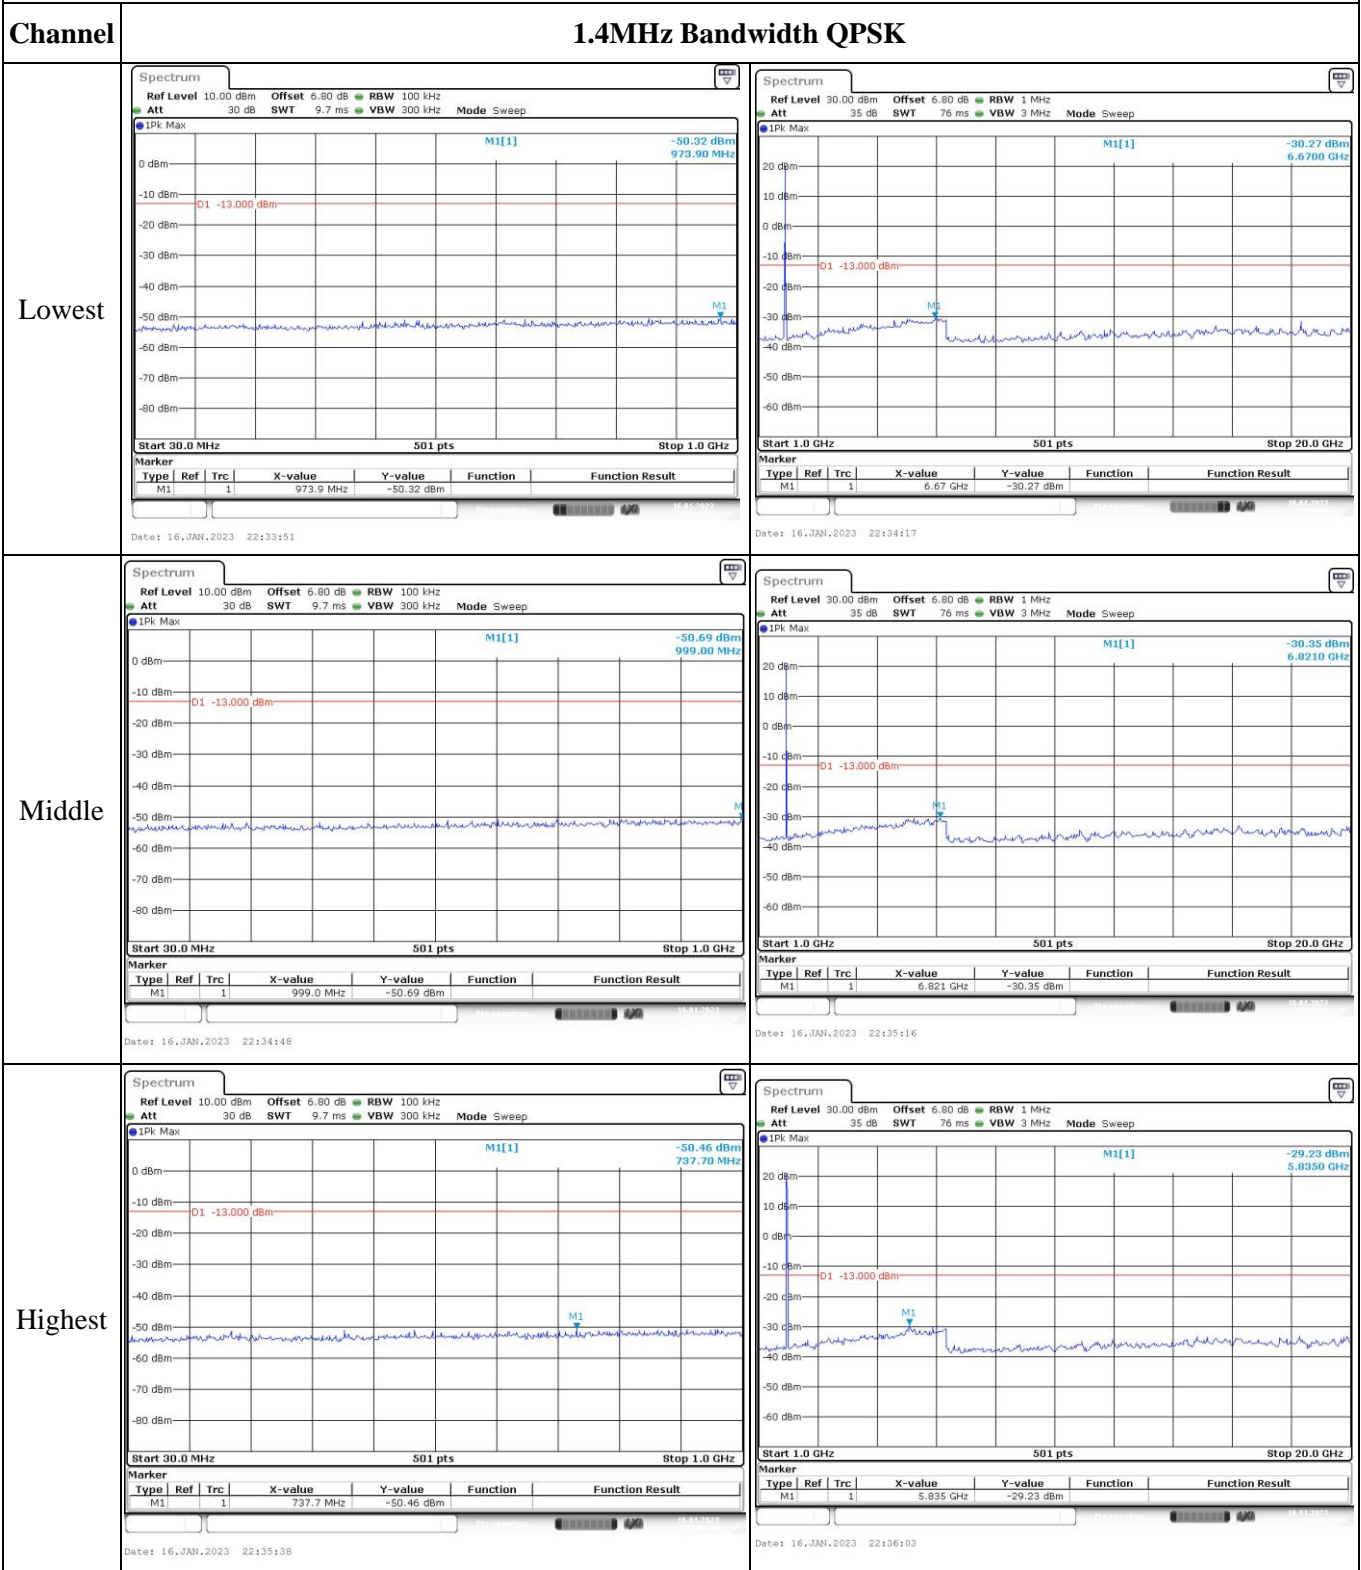 Channel 1.4MHz Bandwidth QPSK
Lowest
Spectrum
Ref Level 10.00 dBm Offset 6.80 dB RBW 100 kHz
Att 30 dB SWT 9.7 ms VBW 300 kHz Mode Sweep
1Pk Max
M1[1] -50.32 dBm
973.90 MHz
0 dBm
-10 dBm
D1 -13.000 dBm
-20 dBm
-30 dBm
-40 dBm
M1
-50 dBm
-60 dBm
-70 dBm
-80 dBm
Start 30.0 MHz 501 pts Stop 1.0 GHz
Marker
Type Ref Trc X-value Y-value Function Function Result
M1 1 973.9 MHz -50.32 dBm
16.01.2023
Date: 16.JAN.2023 22:33:51
Spectrum
Ref Level 30.00 dBm Offset 6.80 dB RBW 1 MHz
Att 35 dB SWT 76 ms VBW 3 MHz Mode Sweep
1Pk Max
M1[1] -30.27 dBm
6.6700 GHz
20 dBm
10 dBm
0 dBm
-10 dBm
D1 -13.000 dBm
-20 dBm
M1
-30 dBm
-40 dBm
-50 dBm
-60 dBm
Start 1.0 GHz 501 pts Stop 20.0 GHz
Marker
Type Ref Trc X-value Y-value Function Function Result
M1 1 6.67 GHz -30.27 dBm
Date: 16.JAN.2023 22:34:17
Middle
Spectrum
Ref Level 10.00 dBm Offset 6.80 dB RBW 100 kHz
Att 30 dB SWT 9.7 ms VBW 300 kHz Mode Sweep
1Pk Max
M1[1] -50.69 dBm
999.00 MHz
0 dBm
-10 dBm
D1 -13.000 dBm
-20 dBm
-30 dBm
-40 dBm
M
-50 dBm
-60 dBm
-70 dBm
-80 dBm
Start 30.0 MHz 501 pts Stop 1.0 GHz
Marker
Type Ref Trc X-value Y-value Function Function Result
M1 1 999.0 MHz -50.69 dBm
Date: 16.JAN.2023 22:34:48
Spectrum
Ref Level 30.00 dBm Offset 6.80 dB RBW 1 MHz
Att 35 dB SWT 76 ms VBW 3 MHz Mode Sweep
1Pk Max
M1[1] -30.35 dBm
6.8210 GHz
20 dBm
10 dBm
0 dBm
-10 dBm
D1 -13.000 dBm
-20 dBm
M1
-30 dBm
-40 dBm
-50 dBm
-60 dBm
Start 1.0 GHz 501 pts Stop 20.0 GHz
Marker
Type Ref Trc X-value Y-value Function Function Result
M1 1 6.821 GHz -30.35 dBm
Date: 16.JAN.2023 22:35:16
Highest
Spectrum
Ref Level 10.00 dBm Offset 6.80 dB RBW 100 kHz
Att 30 dB SWT 9.7 ms VBW 300 kHz Mode Sweep
1Pk Max
M1[1] -50.46 dBm
737.70 MHz
0 dBm
-10 dBm
D1 -13.000 dBm
-20 dBm
-30 dBm
-40 dBm
M1
-50 dBm
-60 dBm
-70 dBm
-80 dBm
Start 30.0 MHz 501 pts Stop 1.0 GHz
Marker
Type Ref Trc X-value Y-value Function Function Result
M1 1 737.7 MHz -50.46 dBm
Date: 16.JAN.2023 22:35:38
Spectrum
Ref Level 30.00 dBm Offset 6.80 dB RBW 1 MHz
Att 35 dB SWT 76 ms VBW 3 MHz Mode Sweep
1Pk Max
M1[1] -29.23 dBm
5.8350 GHz
20 dBm
10 dBm
0 dBm
-10 dBm
D1 -13.000 dBm
-20 dBm
M1
-30 dBm
-40 dBm
-50 dBm
-60 dBm
Start 1.0 GHz 501 pts Stop 20.0 GHz
Marker
Type Ref Trc X-value Y-value Function Function Result
M1 1 5.835 GHz -29.23 dBm
Date: 16.JAN.2023 22:36:03